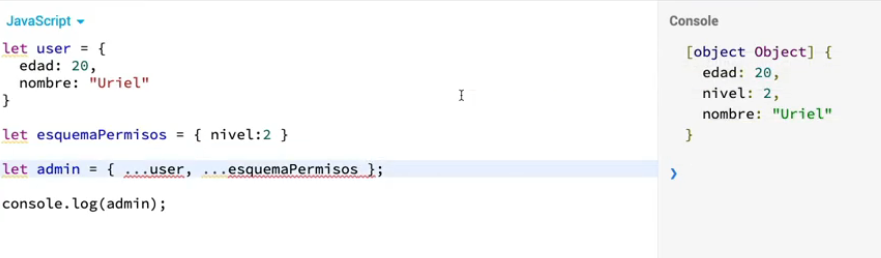 JavaScript
let user = {
  edad: 20,
  nombre: "Uriel"
}
let esquemaPermisos = { nivel:2 }
let admin = { ...user, ...esquemaPermisos };
console.log(admin);
Console
[object Object] {
  edad: 20,
  nivel: 2,
  nombre: "Uriel"
}
❯